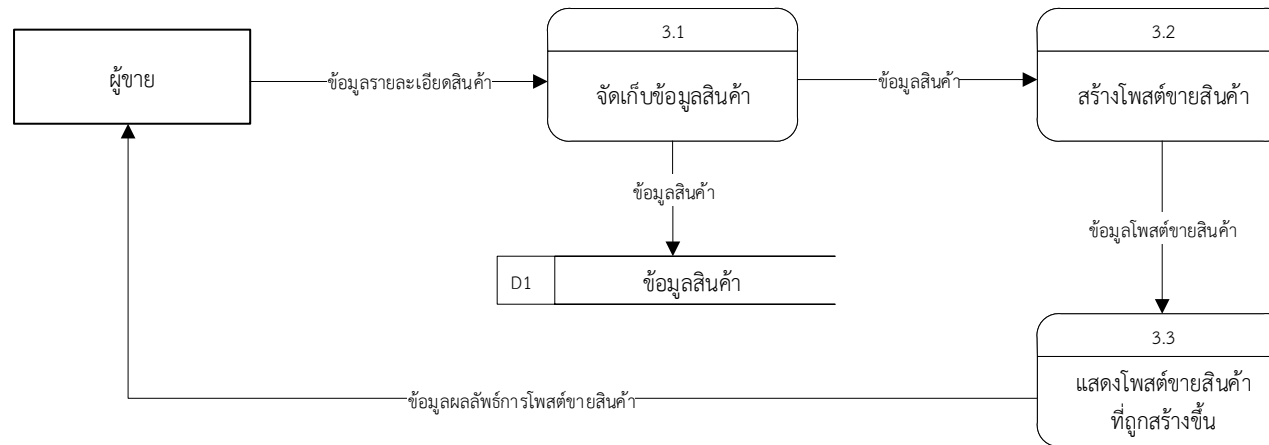 3.1
3.2
ผู้ขาย
ข้อมูลรายละเอียดสินค้า
จัดเก็บข้อมูลสินค้า
ข้อมูลสินค้า
สร้างโพสต์ขายสินค้า
ข้อมูลสินค้า
ข้อมูลโพสต์ขายสินค้า
D1
ข้อมูลสินค้า
3.3
แสดงโพสต์ขายสินค้า
ที่ถูกสร้างขึ้น
ข้อมูลผลลัพธ์การโพสต์ขายสินค้า